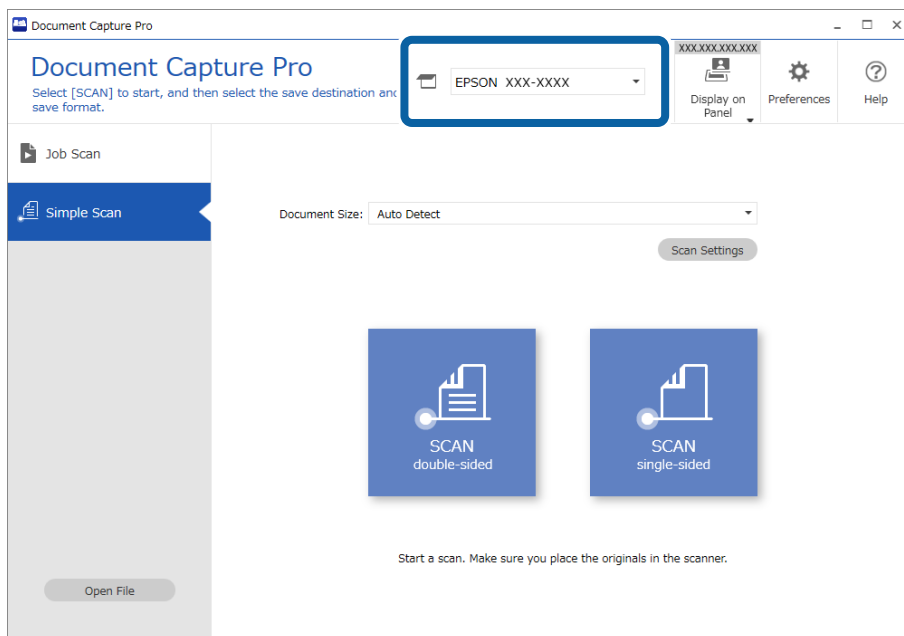 Document Capture Pro
Document Capture Pro
Select [SCAN] to start, and then select the save destination and
save format.
EPSON XXX-XXXX
XXX.XXX.XXX.XXX
Display on
Panel
Preferences
Help
Job Scan
Simple Scan
Document Size:
Auto Detect
Scan Settings
SCAN
double-sided
SCAN
single-sided
Start a scan. Make sure you place the originals in the scanner.
Open File